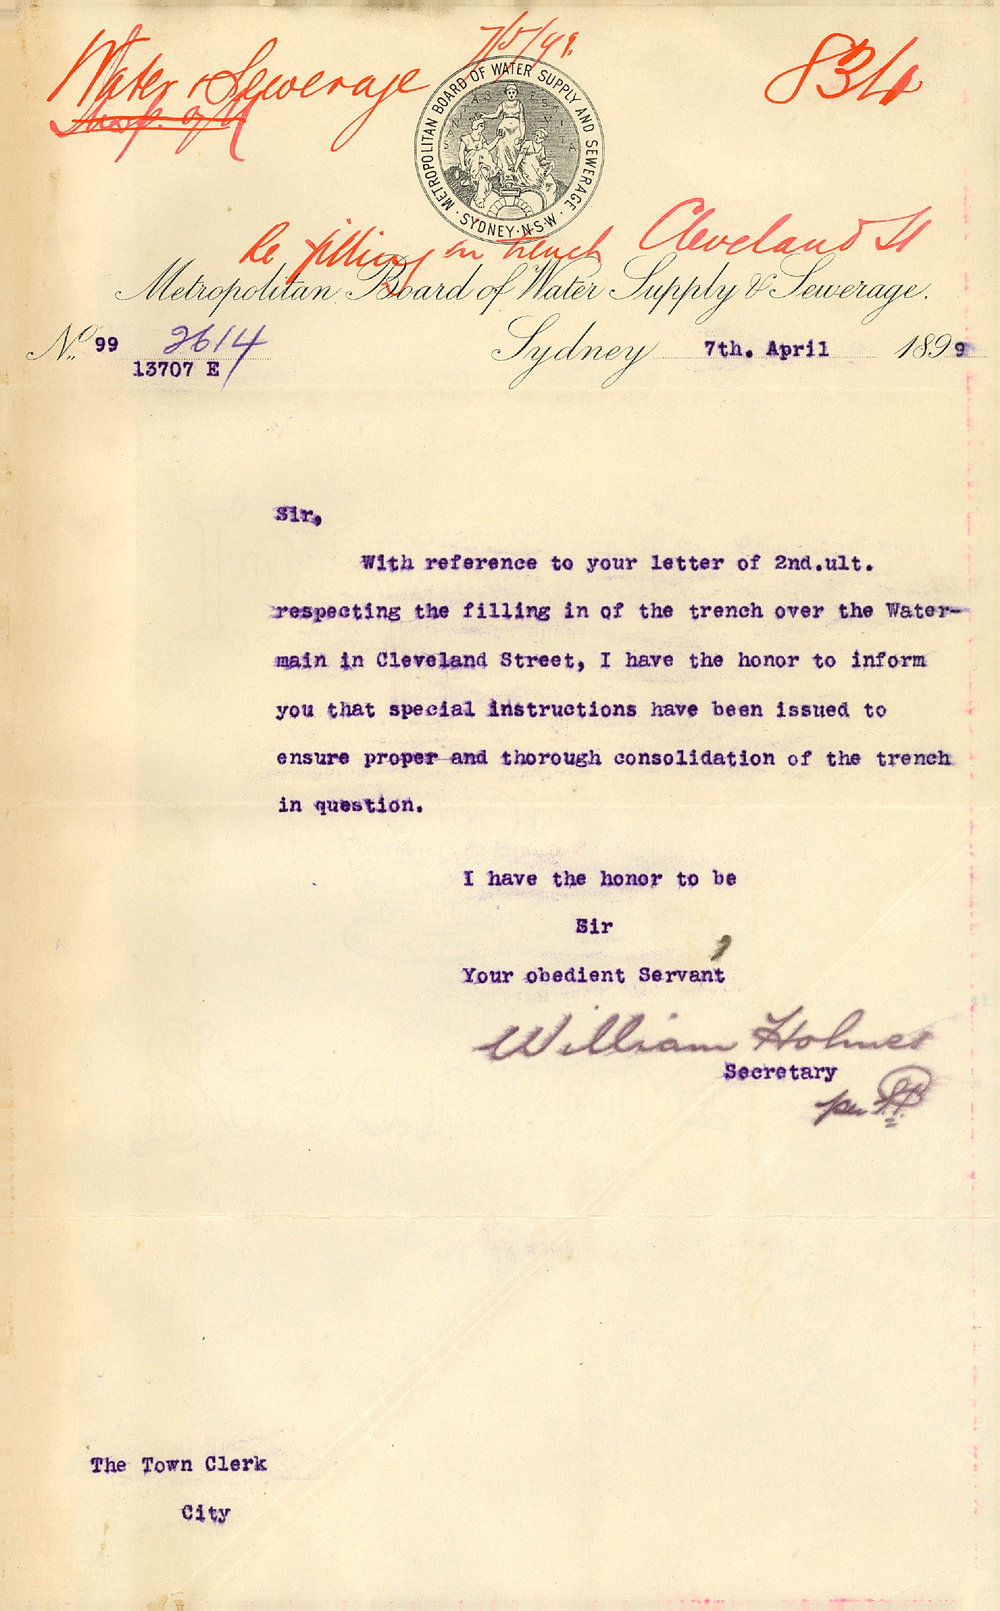 Water & Sewerage
7/5/99.
Insp. of N
METROPOLITAN BOARD OF WATER SUPPLY AND SEWERAGE
· SYDNEY · N·S·W ·
Re filling in trench Cleveland St
Metropolitan Board of Water Supply & Sewerage.
No. 99 2614
13707 E
Sydney 7th. April 1899
Sir,
With reference to your letter of 2nd.ult.
respecting the filling in of the trench over the Water-
main in Cleveland Street, I have the honor to inform
you that special instructions have been issued to
ensure proper and thorough consolidation of the trench
in question.
I have the honor to be
Sir
Your obedient Servant
William Holmes
Secretary
per
The Town Clerk
City